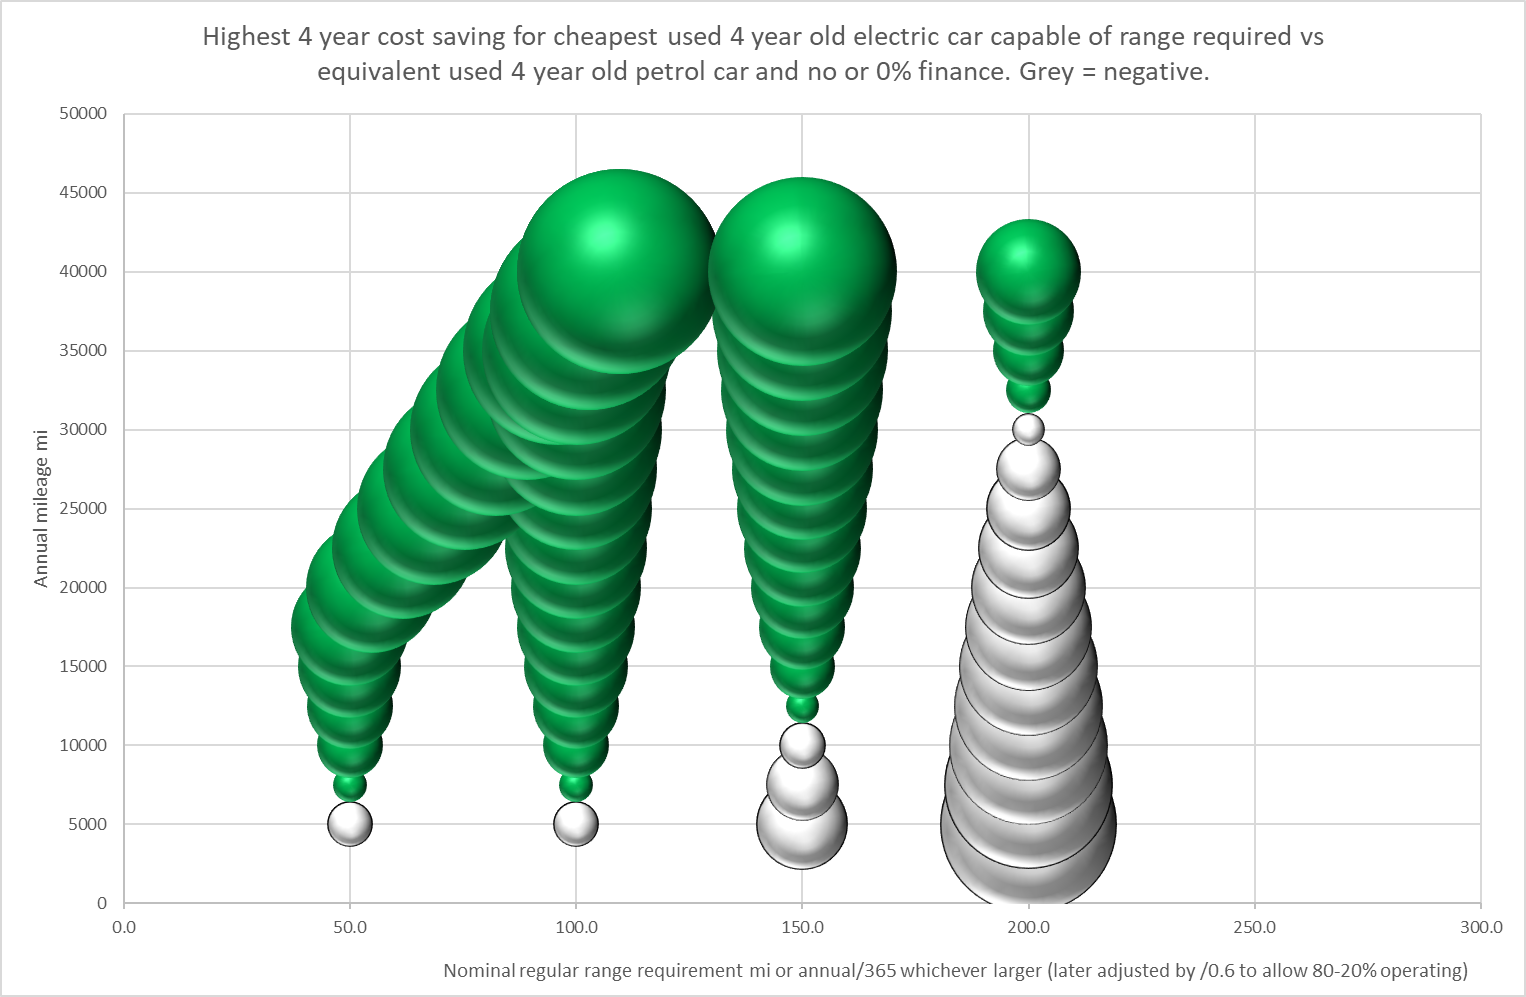 Highest 4 year cost saving for cheapest used 4 year old electric car capable of range required vs
equivalent used 4 year old petrol car and no or 0% finance. Grey = negative.
50000
45000
40000
35000
30000
25000
20000
15000
10000
5000
0
Annual mileage mi
0.0 50.0 100.0 150.0 200.0 250.0 300.0
Nominal regular range requirement mi or annual/365 whichever larger (later adjusted by /0.6 to allow 80-20% operating)